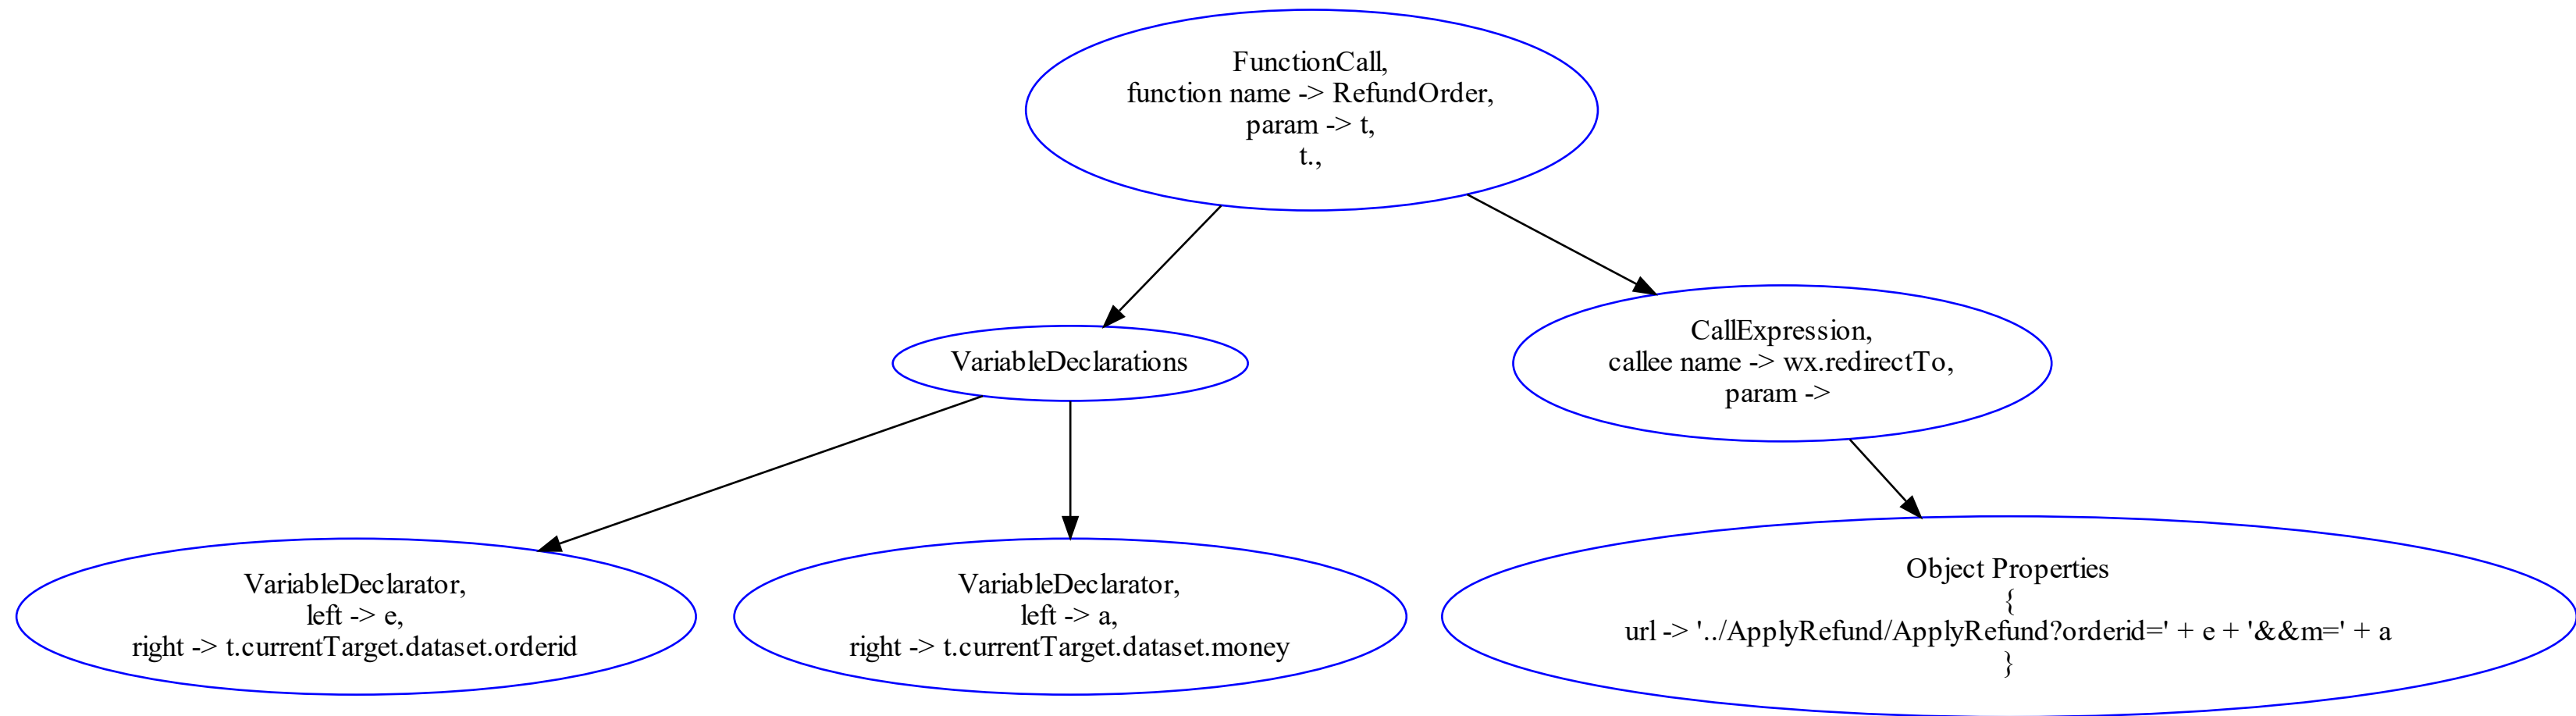 FunctionCall,
function name -> RefundOrder,
param -> t,
t.,
VariableDeclarations
CallExpression,
callee name -> wx.redirectTo,
param ->
VariableDeclarator,
left -> e,
right -> t.currentTarget.dataset.orderid
VariableDeclarator,
left -> a,
right -> t.currentTarget.dataset.money
Object Properties
{
url -> '../ApplyRefund/ApplyRefund?orderid=' + e + '&&m=' + a
}